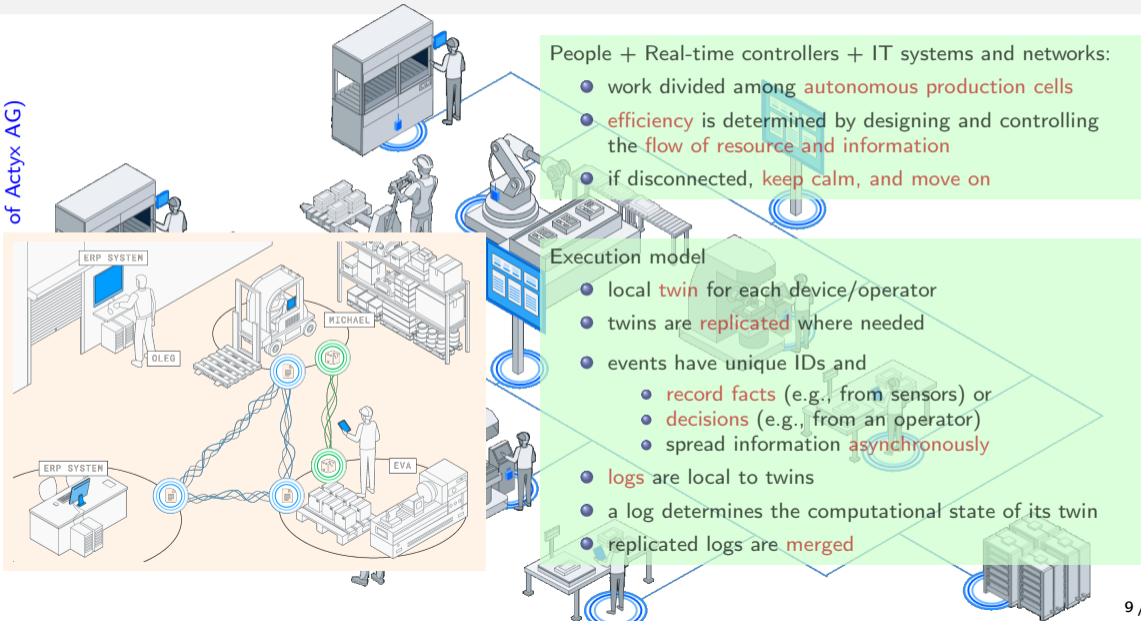 of Actyx AG)
People + Real-time controllers + IT systems and networks:
work divided among autonomous production cells
efficiency is determined by designing and controlling
the flow of resource and information
if disconnected, keep calm, and move on
ERP SYSTEM
MICHAEL
OLEG
ERP SYSTEM
EVA
Execution model
local twin for each device/operator
twins are replicated where needed
events have unique IDs and
record facts (e.g., from sensors) or
decisions (e.g., from an operator)
spread information asynchronously
logs are local to twins
a log determines the computational state of its twin
replicated logs are merged
9/